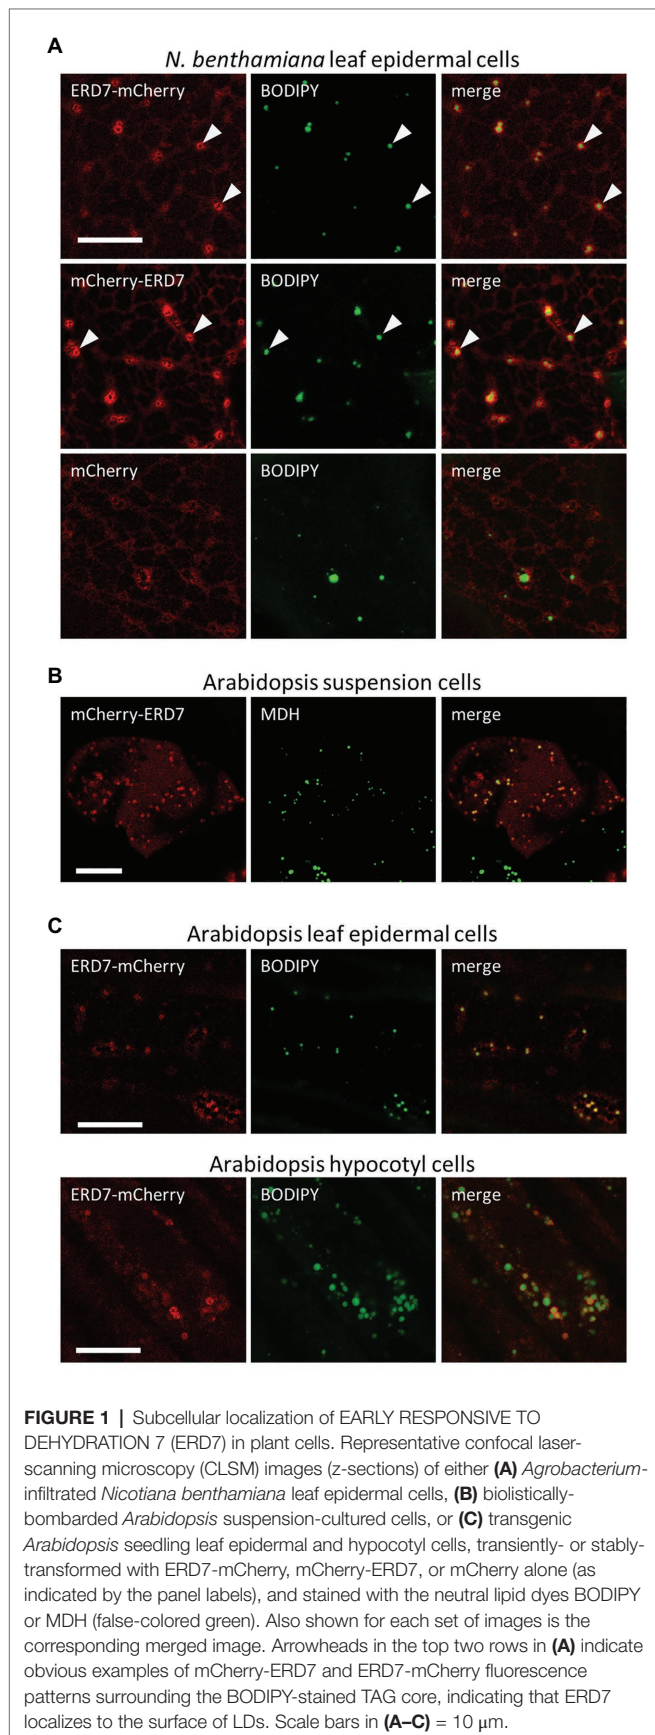 A
N. benthamiana leaf epidermal cells
ERD7-mCherry
BODIPY
merge
mCherry-ERD7
BODIPY
merge
mCherry
BODIPY
merge
B
Arabidopsis suspension cells
mCherry-ERD7
MDH
merge
C
Arabidopsis leaf epidermal cells
ERD7-mCherry
BODIPY
merge
Arabidopsis hypocotyl cells
ERD7-mCherry
BODIPY
merge
FIGURE 1 | Subcellular localization of EARLY RESPONSIVE TO
DEHYDRATION 7 (ERD7) in plant cells. Representative confocal laser-
scanning microscopy (CLSM) images (z-sections) of either (A) Agrobacterium-
infiltrated Nicotiana benthamiana leaf epidermal cells, (B) biolistically-
bombarded Arabidopsis suspension-cultured cells, or (C) transgenic
Arabidopsis seedling leaf epidermal and hypocotyl cells, transiently- or stably-
transformed with ERD7-mCherry, mCherry-ERD7, or mCherry alone (as
indicated by the panel labels), and stained with the neutral lipid dyes BODIPY
or MDH (false-colored green). Also shown for each set of images is the
corresponding merged image. Arrowheads in the top two rows in (A) indicate
obvious examples of mCherry-ERD7 and ERD7-mCherry fluorescence
patterns surrounding the BODIPY-stained TAG core, indicating that ERD7
localizes to the surface of LDs. Scale bars in (A–C) = 10 μm.